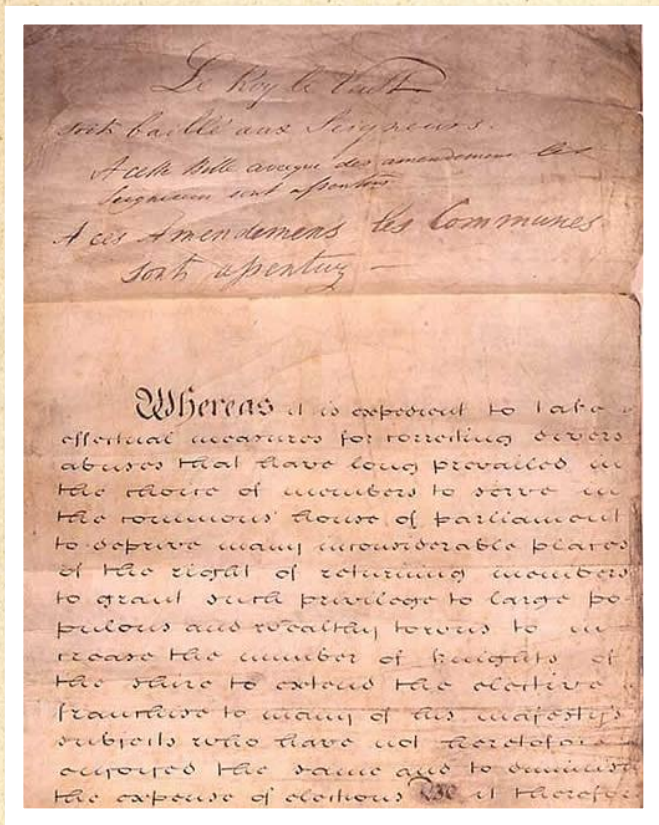 Le Roy le Veult
soit baillé aux Seigneurs.
A cette Bille avecque des amendemens les
Seigneurs sont assentus
A ces Amendemens les Communes
sont assentuz
Whereas it is expedient to take
effectual measures for correcting divers
abuses that have long prevailed in
the choice of members to serve in
the commons house of parliament
to deprive many inconsiderable places
of the right of returning members
to grant such privilege to large po-
pulous and wealthy towns to in-
crease the number of knights of
the shire to extend the elective
franchise to many of his majesty's
subjects who have not heretofore
enjoyed the same and to diminish
the expense of elections Be it therefore